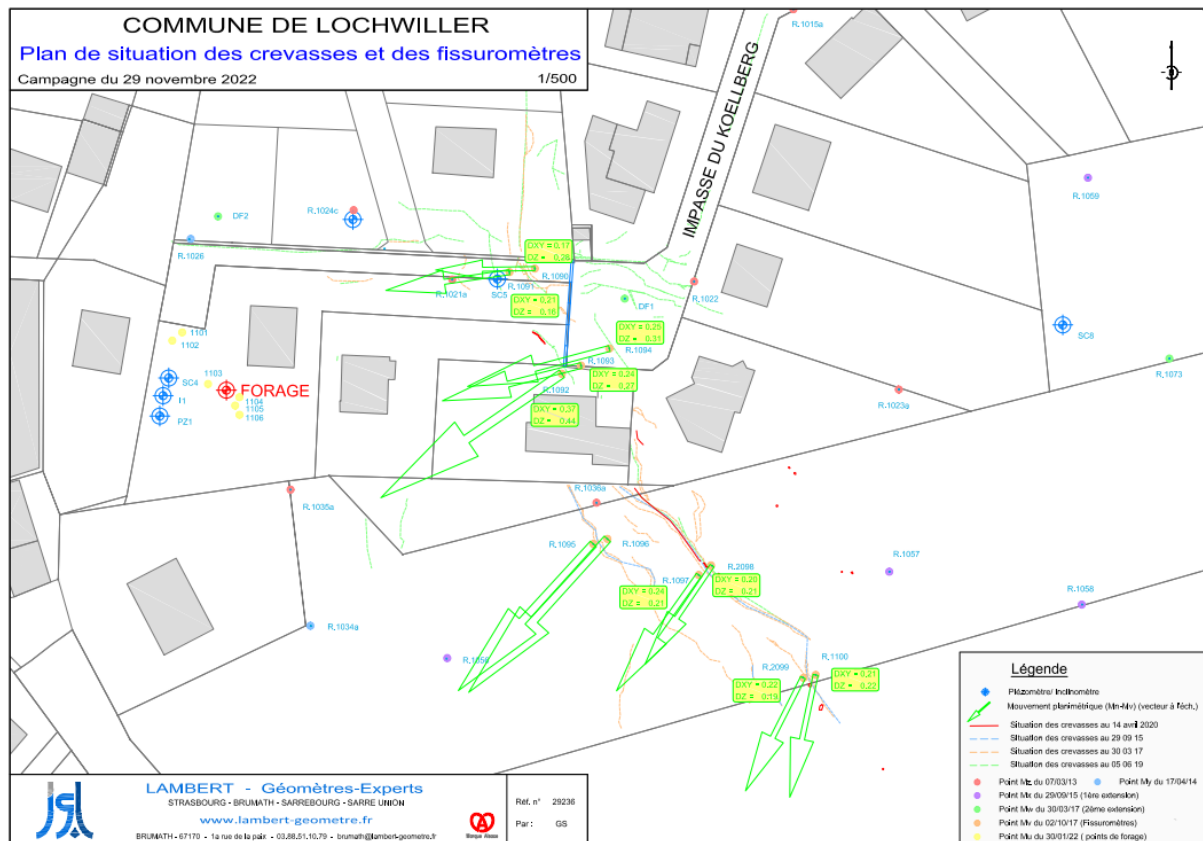 COMMUNE DE LOCHWILLER
Plan de situation des crevasses et des fissuromètres
Campagne du 29 novembre 2022
1/500
IMPASSE DU KOELLBERG
R.1015a
R.1059
R.1024c
DF2
R.1026
DXY = 0,17
DZ = 0,28
R.1090
R.1091
R.1021a
SC5
DXY = 0,21
DZ = 0,16
DF1
R.1022
SC8
R.1073
1101
1102
DXY = 0,25
DZ = 0,31
R.1094
R.1093
DXY = 0,24
DZ = 0,27
R.1092
SC4
1103
FORAGE
I1
1104
1105
1106
PZ1
R.1023a
DXY = 0,37
DZ = 0,44
R.1035a
R.1036a
R.1095
R.1096
R.2098
R.1097
R.1057
DXY = 0,20
DZ = 0,21
DXY = 0,24
DZ = 0,21
R.1058
R.1034a
R.1056
R.2099
R.1100
DXY = 0,22
DZ = 0,19
DXY = 0,21
DZ = 0,22
Légende
Piézomètre/ Inclinomètre
Mouvement planimétrique (Mn-Mv) (vecteur à l'éch.)
Situation des crevasses au 14 avril 2020
Situation des crevasses au 29 09 15
Situation des crevasses au 30 03 17
Situation des crevasses au 05 06 19
Point Mz du 07/03/13
Point My du 17/04/14
Point Mx du 29/09/15 (1ère extension)
Point Mw du 30/03/17 (2ème extension)
Point Mv du 02/10/17 (Fissuromètres)
Point Mu du 30/01/22 ( points de forage)
LAMBERT - Géomètres-Experts
STRASBOURG - BRUMATH - SARREBOURG - SARRE UNION
www.lambert-geometre.fr
BRUMATH - 67170 - 1a rue de la paix - 03.88.51.10.79 - brumath@lambert-geometre.fr
Réf. n° 29236
Par : GS
Marque Alsace